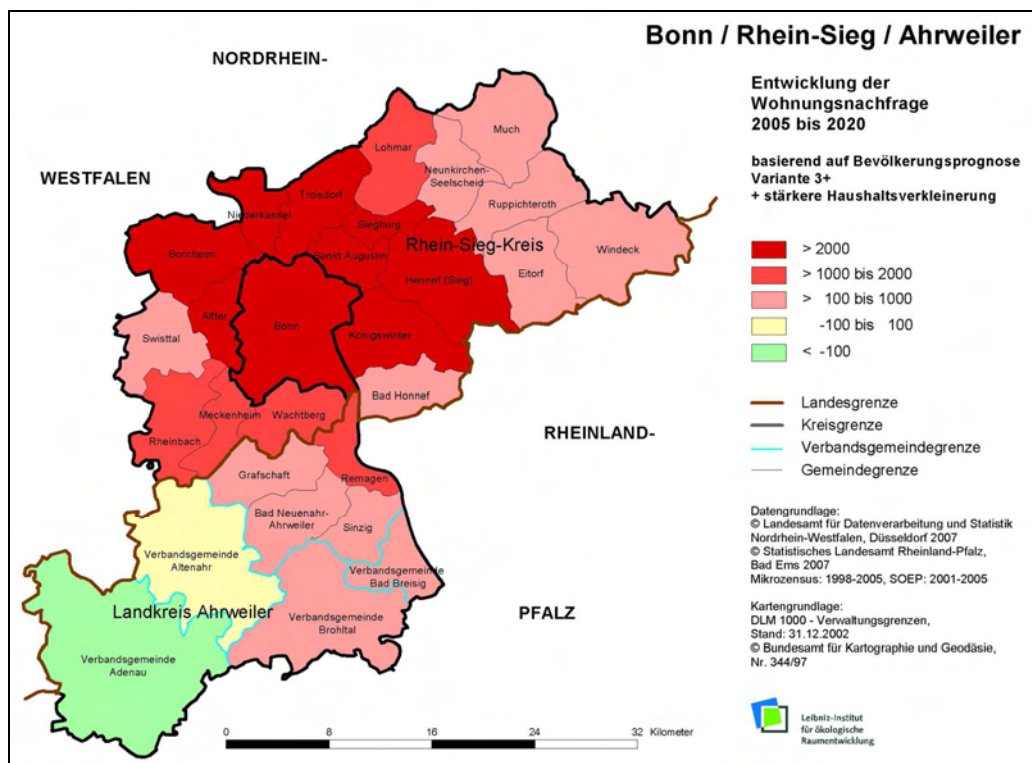 Bonn / Rhein-Sieg / Ahrweiler
NORDRHEIN-
WESTFALEN
RHEINLAND-
PFALZ
Entwicklung der
Wohnungsnachfrage
2005 bis 2020
basierend auf Bevölkerungsprognose
Variante 3+
+ stärkere Haushaltsverkleinerung
> 2000
> 1000 bis 2000
> 100 bis 1000
-100 bis 100
< -100
Landesgrenze
Kreisgrenze
Verbandsgemeindegrenze
Gemeindegrenze
Datengrundlage:
© Landesamt für Datenverarbeitung und Statistik
Nordrhein-Westfalen, Düsseldorf 2007
© Statistisches Landesamt Rheinland-Pfalz,
Bad Ems 2007
Mikrozensus: 1998-2005, SOEP: 2001-2005
Kartengrundlage:
DLM 1000 - Verwaltungsgrenzen,
Stand: 31.12.2002
© Bundesamt für Kartographie und Geodäsie,
Nr. 344/97
Leibniz-Institut
für ökologische
Raumentwicklung
Much
Lohmar
Neunkirchen-
Seelscheid
Troisdorf
Niederkassel
Ruppichteroth
Siegburg
Rhein-Sieg-Kreis
Windeck
Bornheim
Sankt Augustin
Hennef (Sieg)
Eitorf
Alfter
Bonn
Königswinter
Swisttal
Bad Honnef
Meckenheim
Wachtberg
Rheinbach
Grafschaft
Remagen
Bad Neuenahr-
Ahrweiler
Sinzig
Verbandsgemeinde
Altenahr
Verbandsgemeinde
Bad Breisig
Landkreis Ahrweiler
Verbandsgemeinde
Brohltal
Verbandsgemeinde
Adenau
0 8 16 24 32 Kilometer